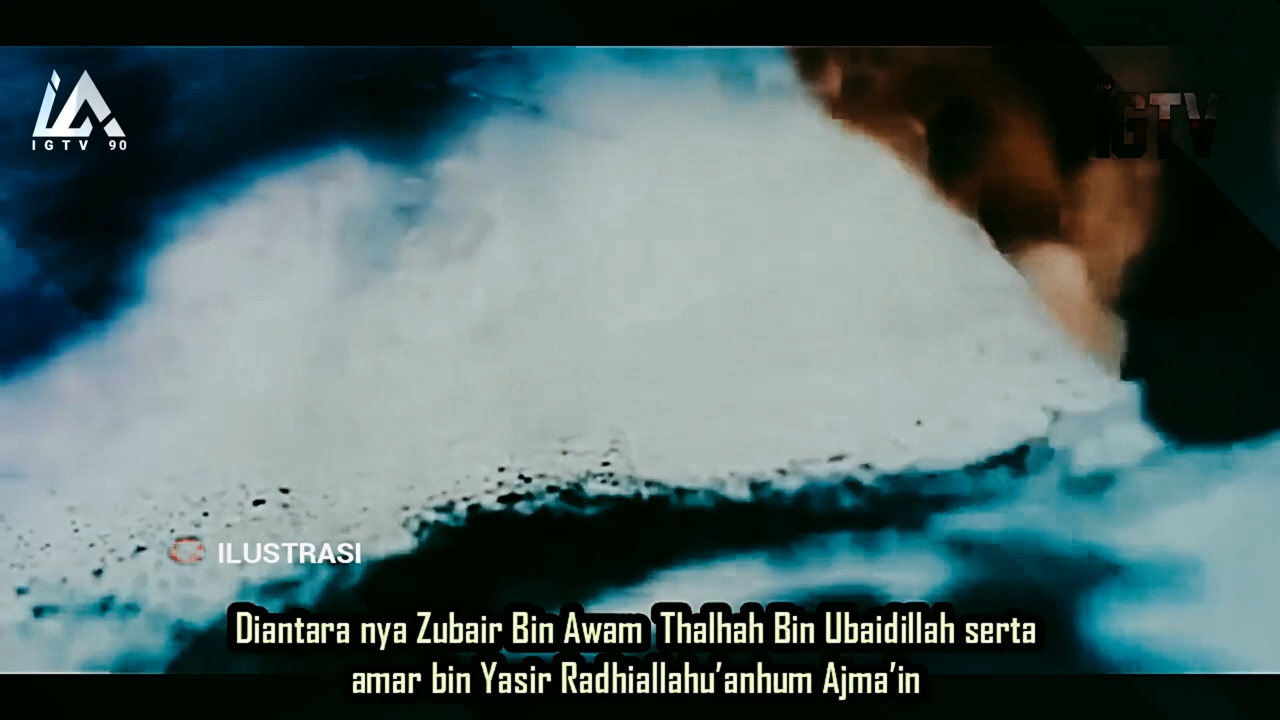 IGTV 90
IGTV
ILUSTRASI
Diantara nya Zubair Bin Awam Thalhah Bin Ubaidillah serta
amar bin Yasir Radhiallahu'anhum Ajma'in